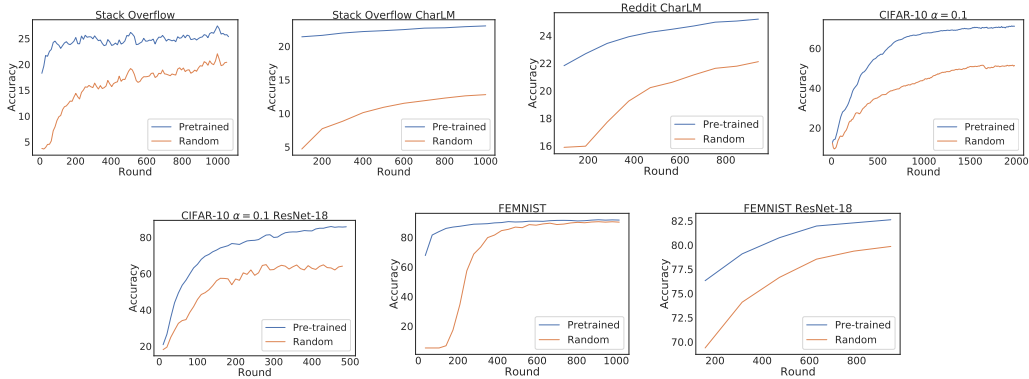 Stack Overflow
Accuracy
25
20
15
10
5
0 200 400 600 800 1000
Round
Pretrained
Random
Stack Overflow CharLM
Accuracy
20
15
10
5
200 400 600 800 1000
Round
Pre-trained
Random
Reddit CharLM
Accuracy
24
22
20
18
16
200 400 600 800
Round
Pre-trained
Random
CIFAR-10 α = 0.1
Accuracy
60
40
20
0 500 1000 1500 2000
Round
Pretrained
Random
CIFAR-10 α = 0.1 ResNet-18
Accuracy
80
60
40
20
0 100 200 300 400 500
Round
Pre-trained
Random
FEMNIST
Accuracy
80
60
40
20
0 200 400 600 800 1000
Round
Pretrained
Random
FEMNIST ResNet-18
Accuracy
82.5
80.0
77.5
75.0
72.5
70.0
200 400 600 800
Round
Pre-trained
Random